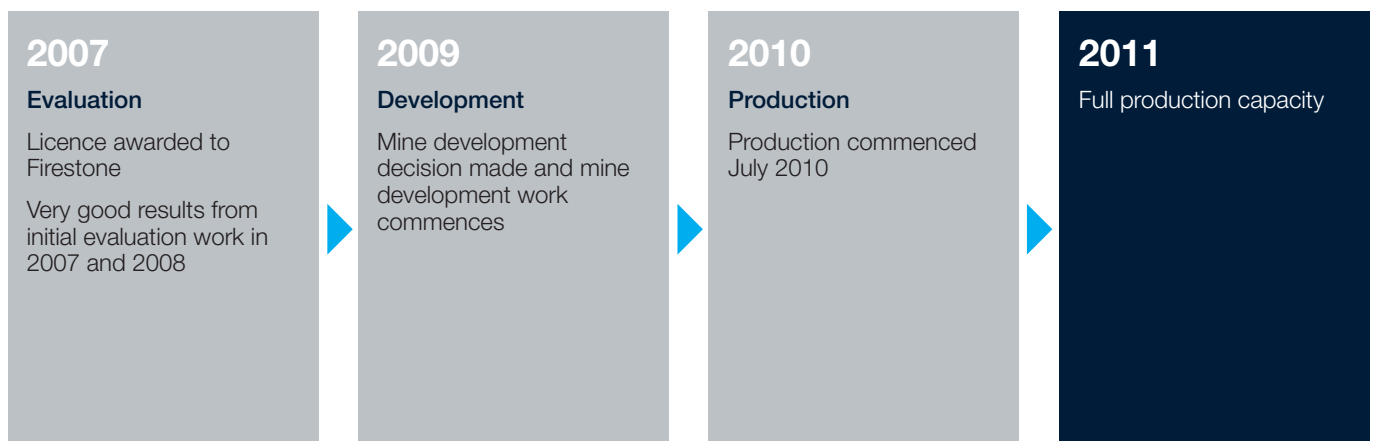 2007
Evaluation
Licence awarded to
Firestone
Very good results from
initial evaluation work in
2007 and 2008
2009
Development
Mine development
decision made and mine
development work
commences
2010
Production
Production commenced
July 2010
2011
Full production capacity